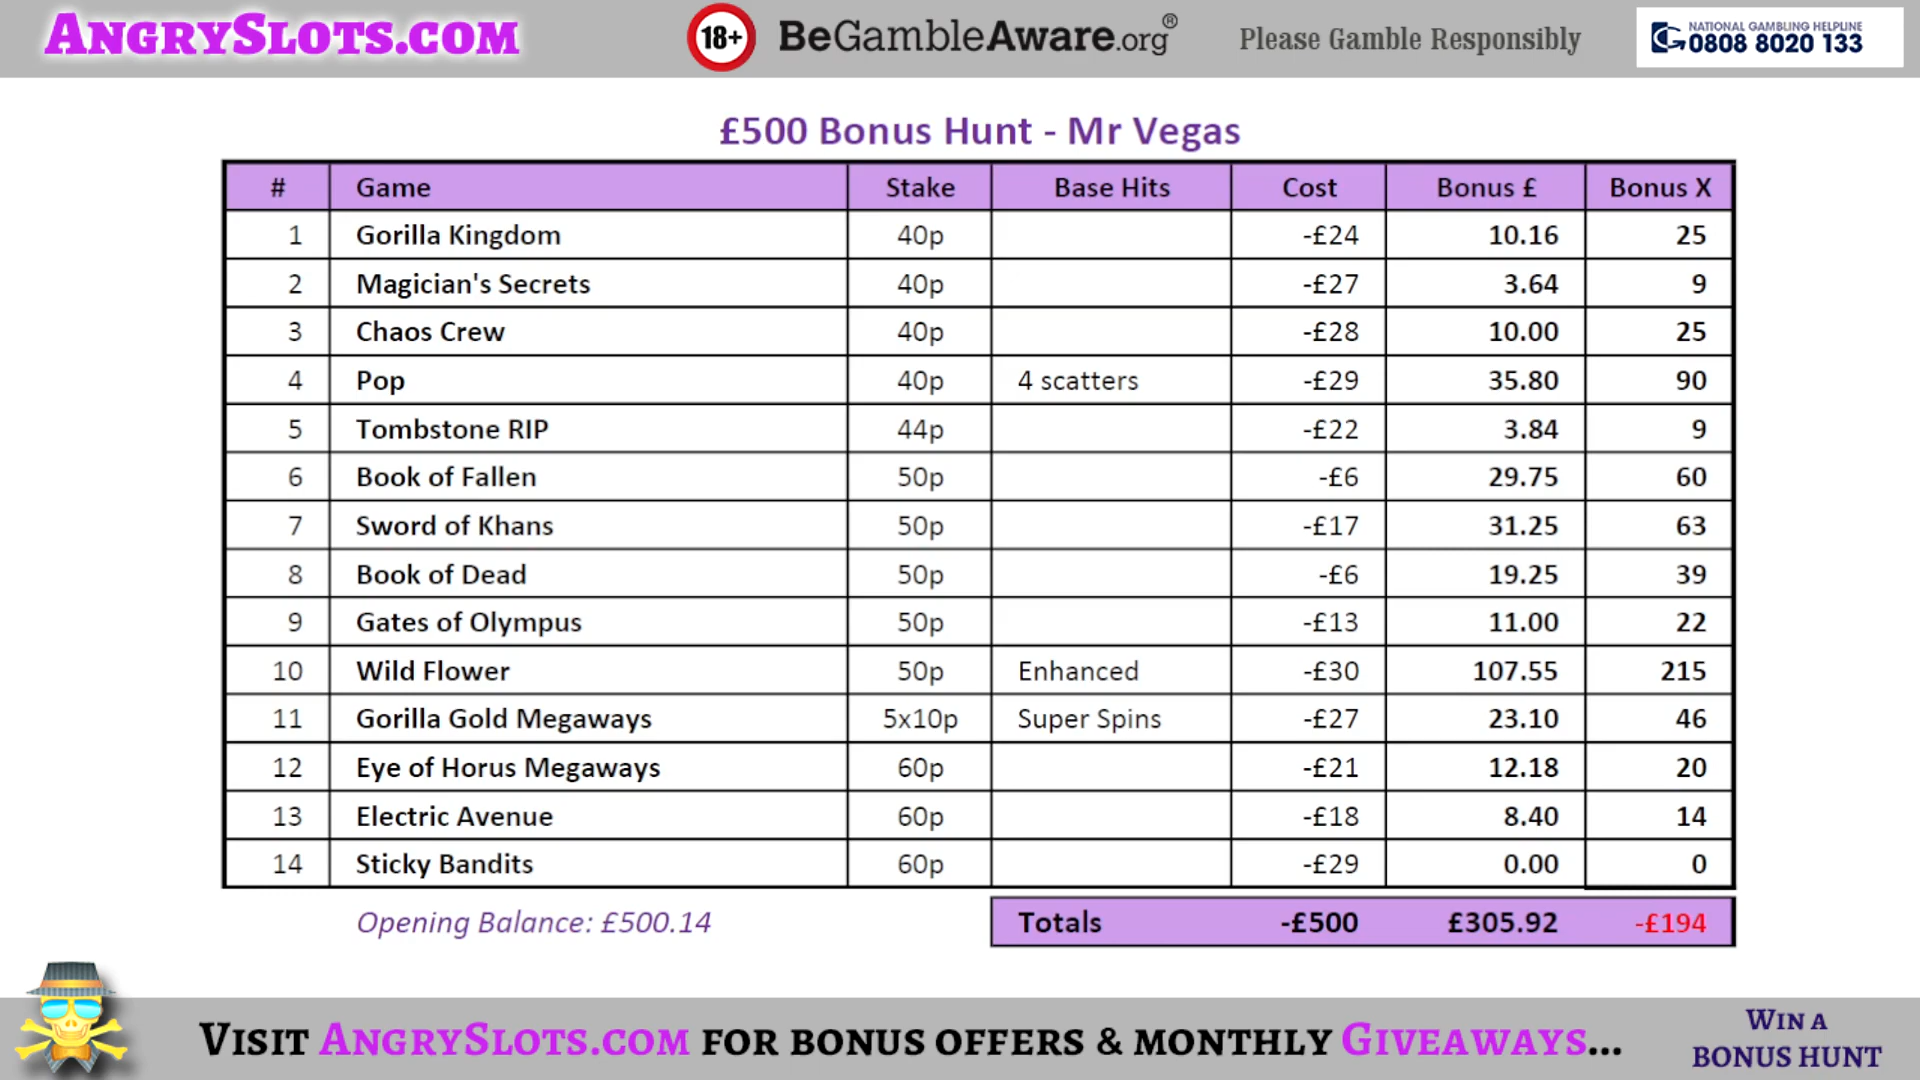 AngrySlots.com
18+ BeGambleAware.org®
Please Gamble Responsibly
NATIONAL GAMBLING HELPLINE
0808 8020 133
£500 Bonus Hunt - Mr Vegas
# Game Stake Base Hits Cost Bonus £ Bonus X
1 Gorilla Kingdom 40p -£24 10.16 25
2 Magician's Secrets 40p -£27 3.64 9
3 Chaos Crew 40p -£28 10.00 25
4 Pop 40p 4 scatters -£29 35.80 90
5 Tombstone RIP 44p -£22 3.84 9
6 Book of Fallen 50p -£6 29.75 60
7 Sword of Khans 50p -£17 31.25 63
8 Book of Dead 50p -£6 19.25 39
9 Gates of Olympus 50p -£13 11.00 22
10 Wild Flower 50p Enhanced -£30 107.55 215
11 Gorilla Gold Megaways 5x10p Super Spins -£27 23.10 46
12 Eye of Horus Megaways 60p -£21 12.18 20
13 Electric Avenue 60p -£18 8.40 14
14 Sticky Bandits 60p -£29 0.00 0
Opening Balance: £500.14 Totals -£500 £305.92 -£194
Visit AngrySlots.com for bonus offers & monthly Giveaways...
Win a
bonus hunt